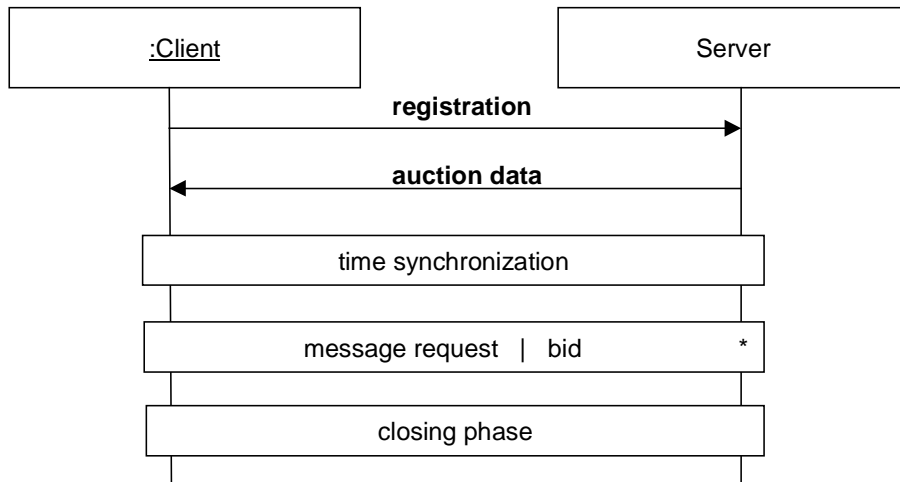 :Client
Server
registration
auction data
time synchronization
message request | bid *
closing phase